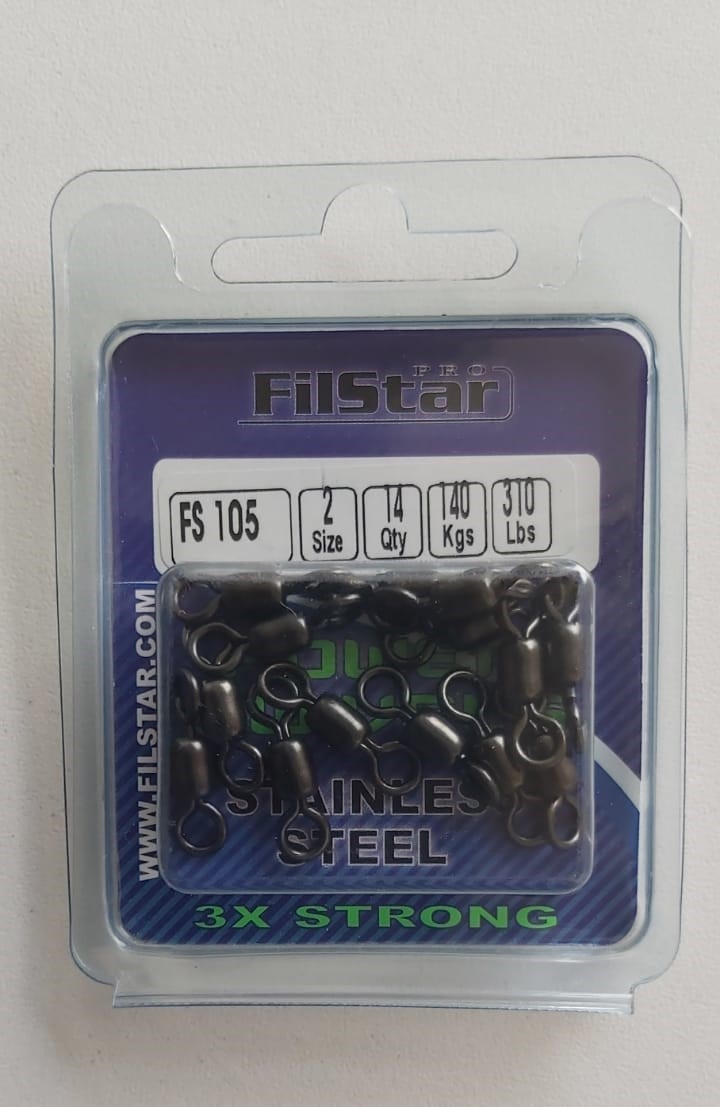 PRO
FilStar
FS 105
2 Size
14 Qty
140 Kgs
310 Lbs
WWW.FILSTAR.COM
STAINLES
STEEL
3X STRONG